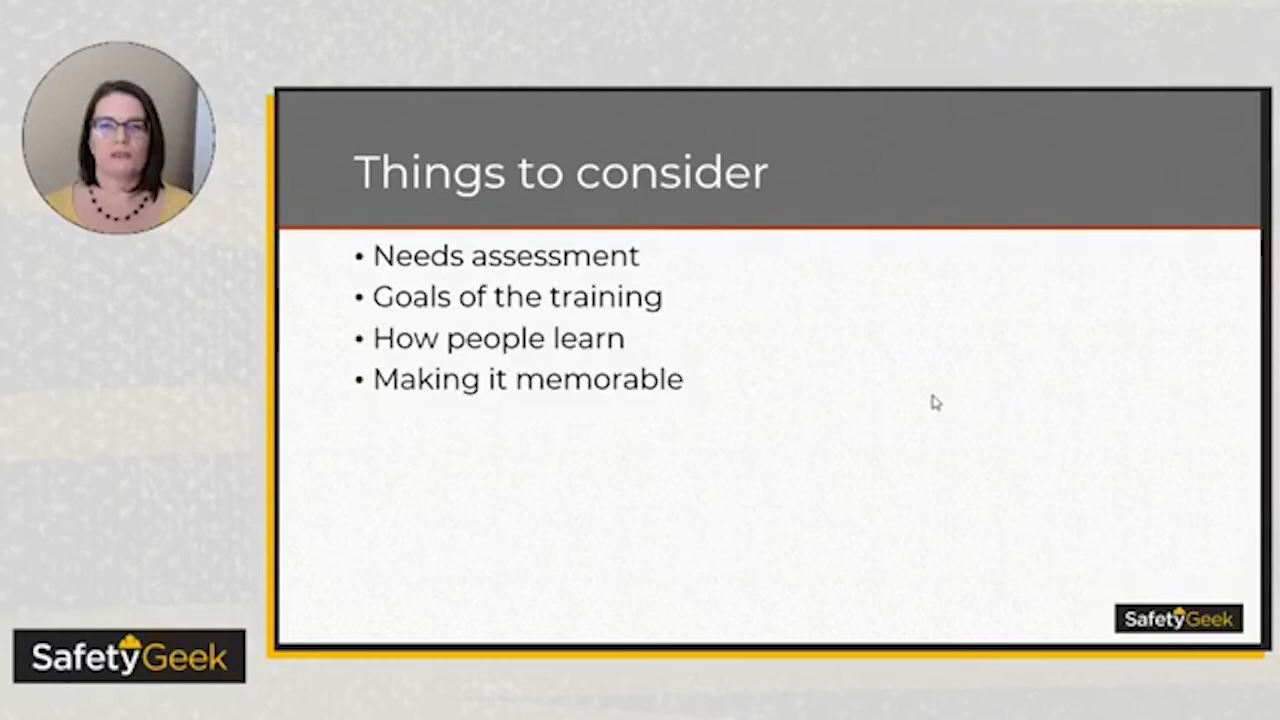 Things to consider
• Needs assessment
• Goals of the training
• How people learn
• Making it memorable
SafetyGeek
SafetyGeek